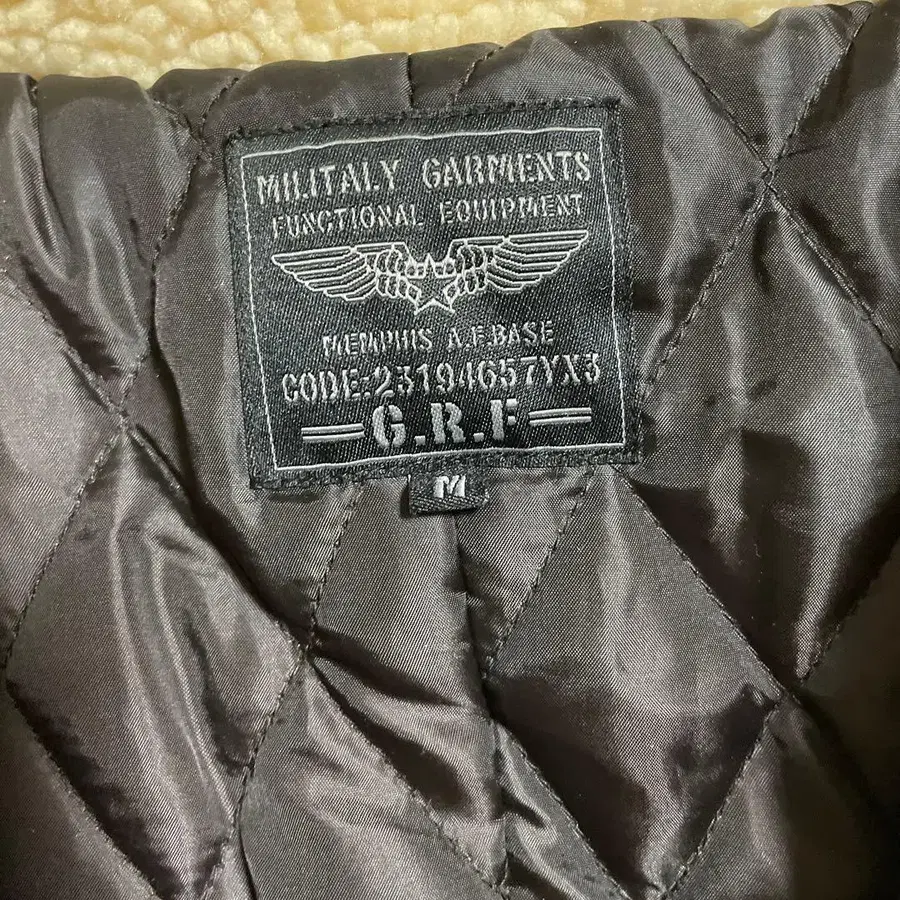 MILITALY GARMENTS
FUNCTIONAL EQUIPMENT
MEMPHIS A.F.BASE
CODE:23194657YX3
G.R.F
M